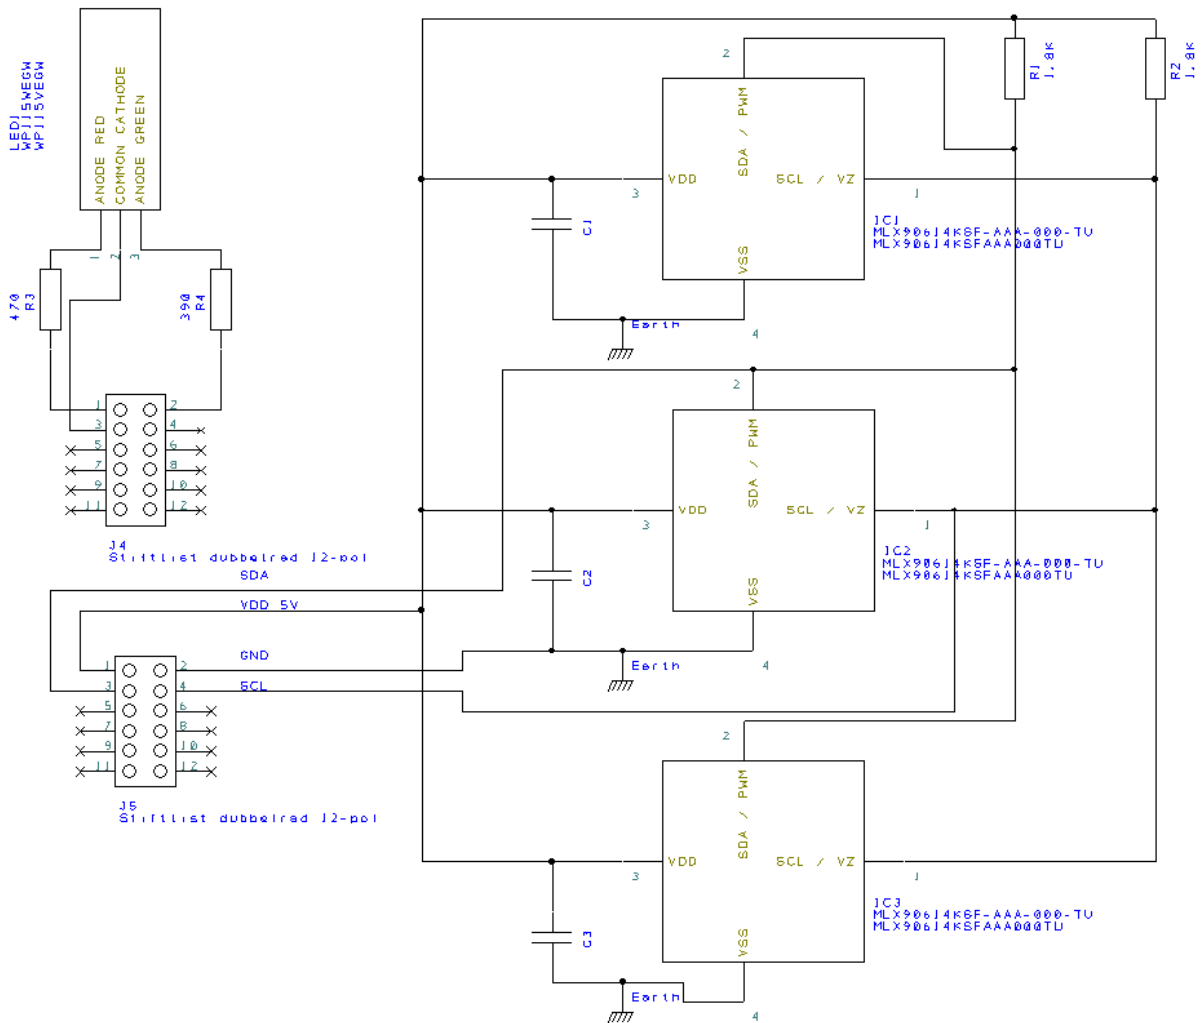 LED1
WP115WEGW
WP115VEGW
ANODE RED
COMMON CATHODE
ANODE GREEN
1
2
3
470
R3
390
R4
1
2
3
4
5
6
7
8
9
10
11
12
J4
Stiftlist dubbelrad 12-pol
SDA
VDD 5V
GND
SCL
1
2
3
4
5
6
7
8
9
10
11
12
J5
Stiftlist dubbelrad 12-pol
R1
1.8K
R2
1.8K
2
SDA / PWM
VDD
SCL / VZ
VSS
3
1
4
C1
Earth
IC1
MLX90614KSF-AAA-000-TU
MLX90614KSFAAA000TU
2
SDA / PWM
VDD
SCL / VZ
VSS
3
1
4
C2
Earth
IC2
MLX90614KSF-AAA-000-TU
MLX90614KSFAAA000TU
2
SDA / PWM
VDD
SCL / VZ
VSS
3
1
4
C3
Earth
IC3
MLX90614KSF-AAA-000-TU
MLX90614KSFAAA000TU